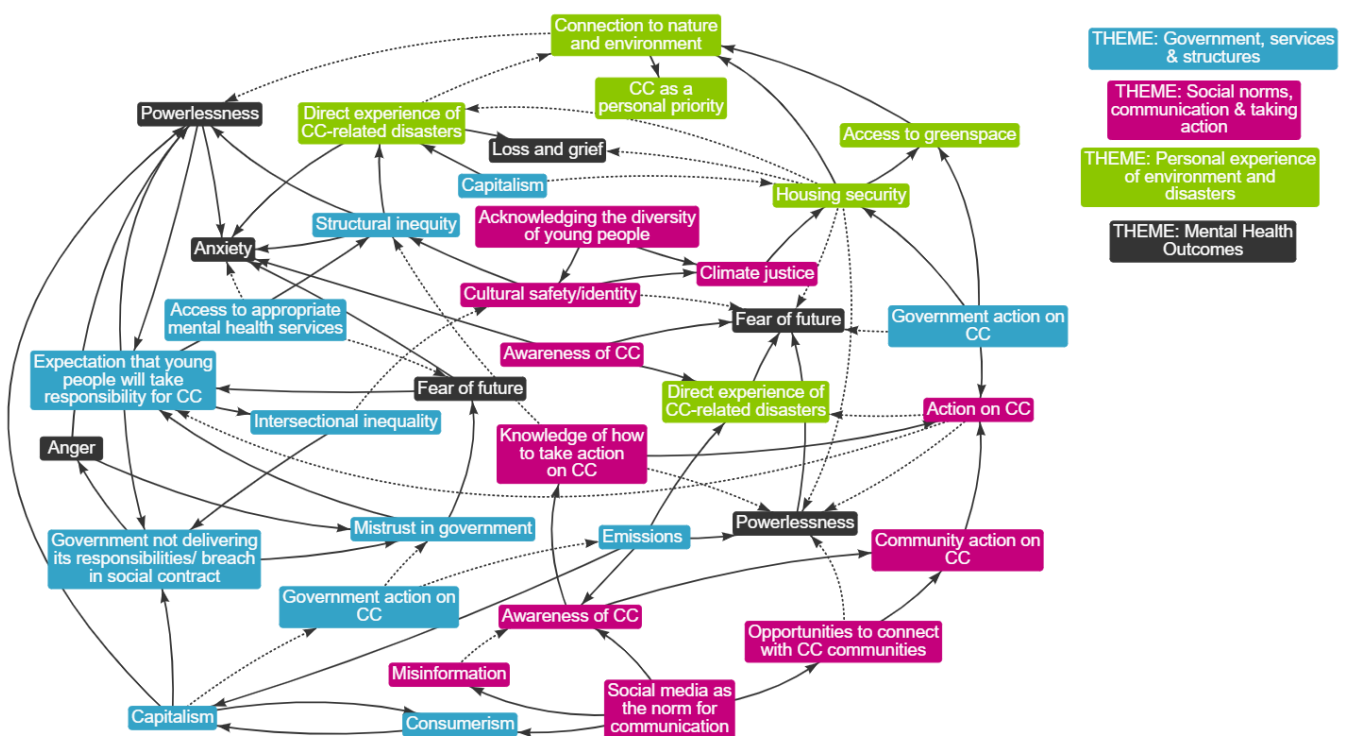 Connection to nature
and environment
THEME: Government, services
& structures
CC as a
personal priority
THEME: Social norms,
communication & taking
action
Powerlessness
Direct experience of
CC-related disasters
Access to greenspace
Loss and grief
THEME: Personal experience
of environment and
disasters
Capitalism
Housing security
Structural inequity
Acknowledging the diversity
of young people
THEME: Mental Health
Outcomes
Anxiety
Climate justice
Cultural safety/identity
Access to appropriate
mental health services
Fear of future
Government action on
CC
Awareness of CC
Expectation that young
people will take
responsibility for CC
Fear of future
Direct experience of
CC-related disasters
Action on CC
Intersectional inequality
Anger
Knowledge of how
to take action
on CC
Mistrust in government
Emissions
Powerlessness
Government not delivering
its responsibilities/ breach
in social contract
Community action on
CC
Government action on
CC
Awareness of CC
Opportunities to connect
with CC communities
Misinformation
Social media as
the norm for
communication
Capitalism
Consumerism